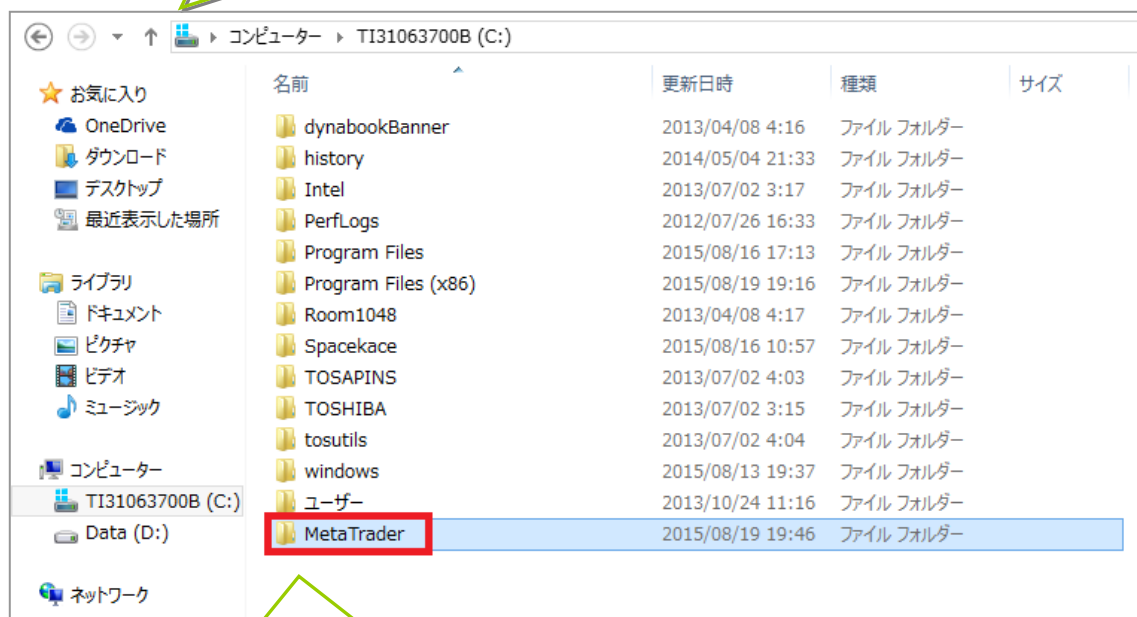 コンピューター ▸ TI31063700B (C:)
名前 更新日時 種類 サイズ
お気に入り
OneDrive
ダウンロード
デスクトップ
最近表示した場所
ライブラリ
ドキュメント
ピクチャ
ビデオ
ミュージック
コンピューター
TI31063700B (C:)
Data (D:)
ネットワーク
dynabookBanner 2013/04/08 4:16 ファイル フォルダー
history 2014/05/04 21:33 ファイル フォルダー
Intel 2013/07/02 3:17 ファイル フォルダー
PerfLogs 2012/07/26 16:33 ファイル フォルダー
Program Files 2015/08/16 17:13 ファイル フォルダー
Program Files (x86) 2015/08/19 19:16 ファイル フォルダー
Room1048 2013/04/08 4:17 ファイル フォルダー
Spacekace 2015/08/16 10:57 ファイル フォルダー
TOSAPINS 2013/07/02 4:03 ファイル フォルダー
TOSHIBA 2013/07/02 3:15 ファイル フォルダー
tosutils 2013/07/02 4:04 ファイル フォルダー
windows 2015/08/13 19:37 ファイル フォルダー
ユーザー 2013/10/24 11:16 ファイル フォルダー
MetaTrader 2015/08/19 19:46 ファイル フォルダー